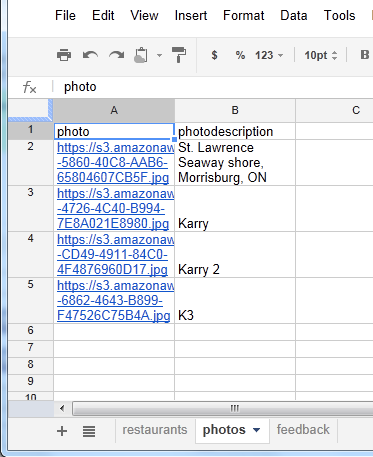 File Edit View Insert Format Data Tools
$ % 123 10pt B
fx photo
A B C
1 photo photodescription
2 https://s3.amazonaw
-5860-40C8-AAB6-
65804607CB5F.jpg
St. Lawrence
Seaway shore,
Morrisburg, ON
3 https://s3.amazonaw
-4726-4C40-B994-
7E8A021E8980.jpg
Karry
4 https://s3.amazonaw
-CD49-4911-84C0-
4F4876960D17.jpg
Karry 2
5 https://s3.amazonaw
-6862-4643-B899-
F47526C75B4A.jpg
K3
6
7
8
9
10
restaurants photos feedback